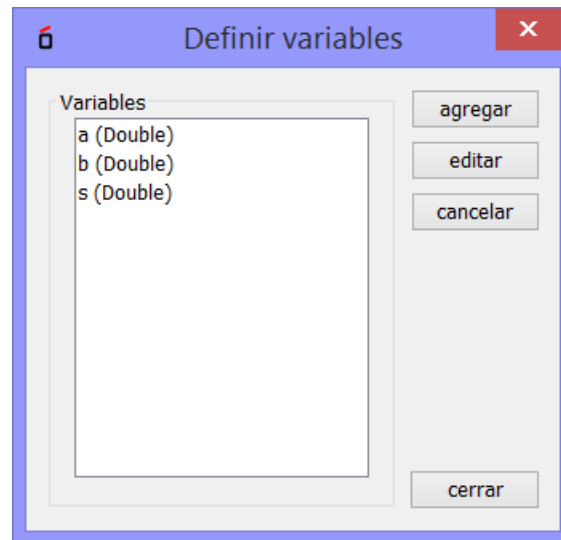 ó
Definir variables
x
Variables
a (Double)
b (Double)
s (Double)
agregar
editar
cancelar
cerrar